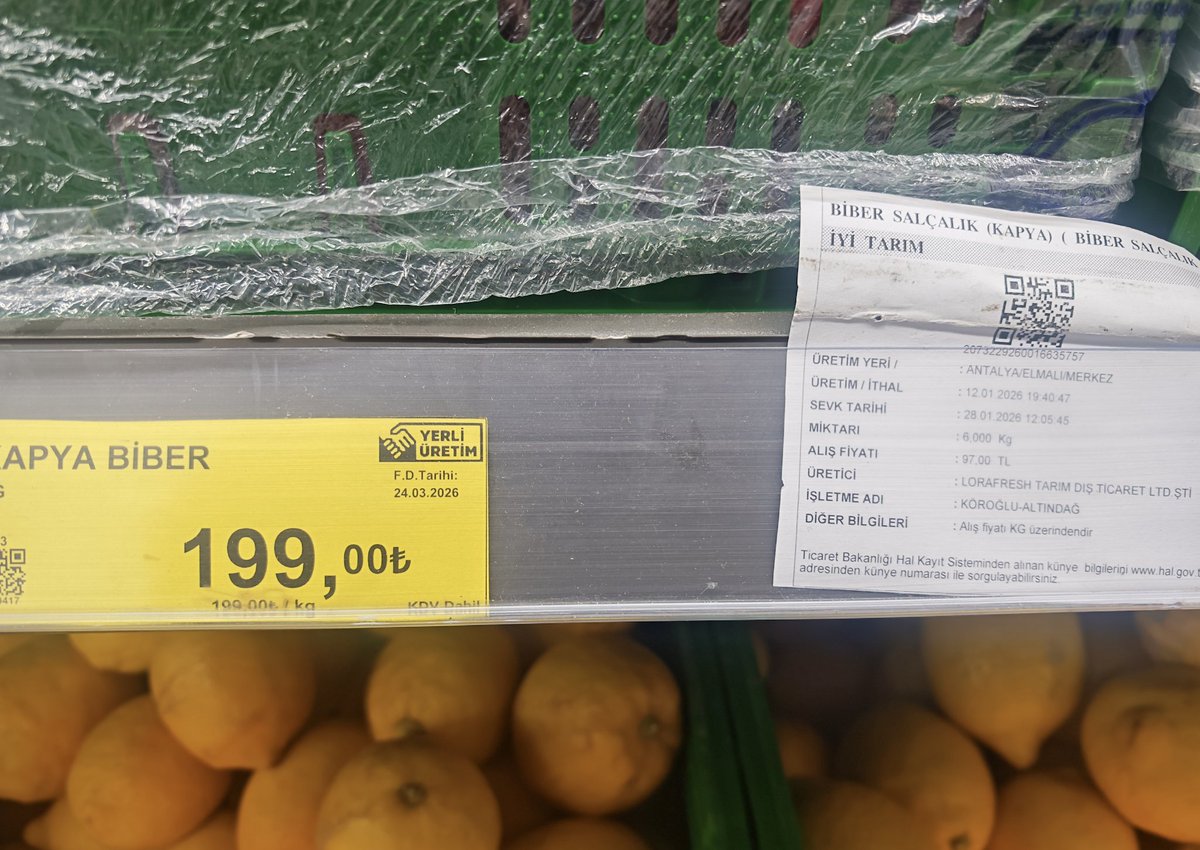 BİBER SALÇALIK (KAPYA) ( BİBER SALÇALIK
İYİ TARIM
2073229260016635757
ÜRETİM YERİ / : ANTALYA/ELMALI/MERKEZ
ÜRETİM / İTHAL : 12.01.2026 19:40:47
SEVK TARİHİ : 28.01.2026 12:05:45
MİKTARI : 6,000 Kg
ALIŞ FİYATI : 97,00 TL
ÜRETİCİ : LORAFRESH TARIM DIŞ TİCARET LTD ŞTİ
İŞLETME ADI : KÖROĞLU-ALTINDAĞ
DİĞER BİLGİLERİ : Alış fiyatı KG üzerindendir
Ticaret Bakanlığı Hal Kayıt Sisteminden alınan künye bilgilerini www.hal.gov.t
adresinden künye numarası ile sorgulayabilirsiniz.
KAPYA BİBER
YERLİ
ÜRETİM
F.D.Tarihi:
24.03.2026
G
3
199,00₺
0417
199.00₺ / kg
KDV Dahil